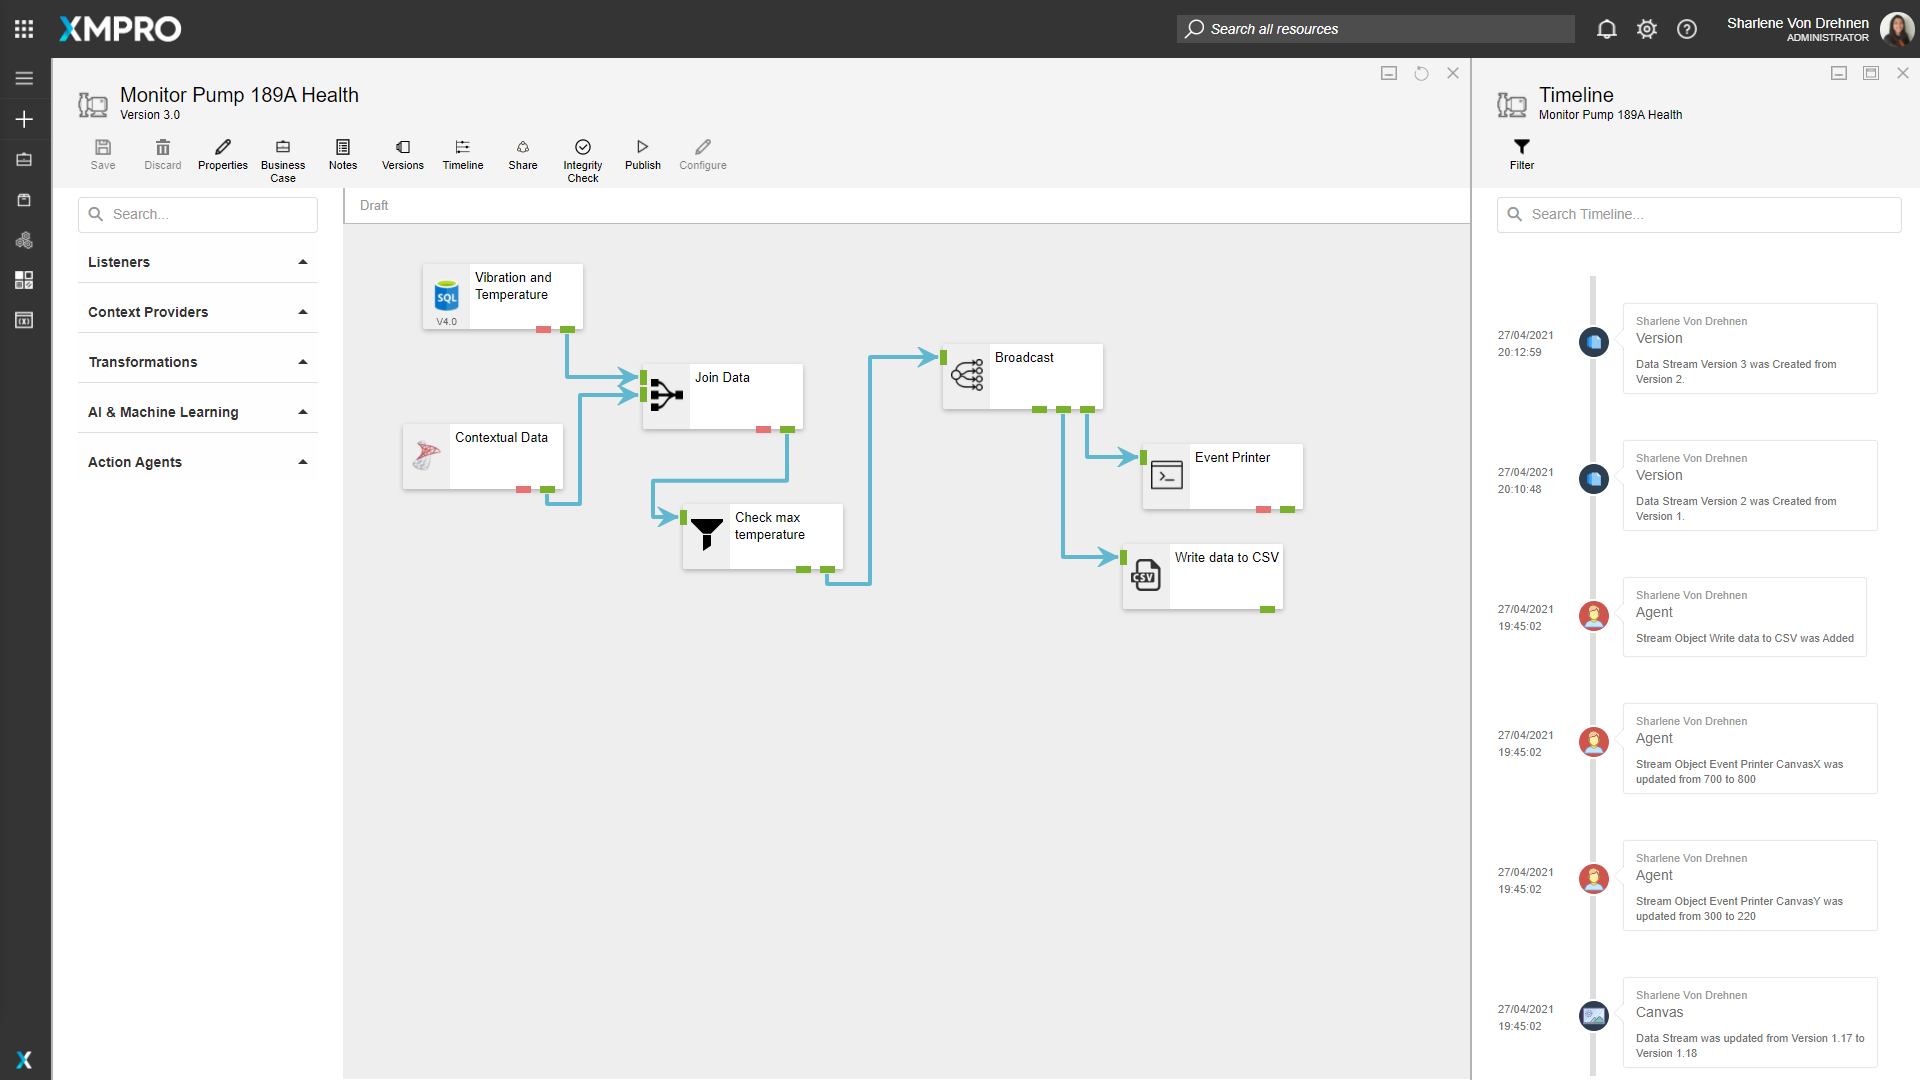 XMPRO
Search all resources
Sharlene Von Drehnen
ADMINISTRATOR
Monitor Pump 189A Health
Version 3.0
Save
Discard
Properties
Business
Case
Notes
Versions
Timeline
Share
Integrity
Check
Publish
Configure
Search...
Listeners
Context Providers
Transformations
AI & Machine Learning
Action Agents
Draft
Vibration and
Temperature
SQL
V4.0
Join Data
Contextual Data
Check max
temperature
Broadcast
Event Printer
Write data to CSV
CSV
Timeline
Monitor Pump 189A Health
Filter
Search Timeline...
27/04/2021
20:12:59
Sharlene Von Drehnen
Version
Data Stream Version 3 was Created from
Version 2.
27/04/2021
20:10:48
Sharlene Von Drehnen
Version
Data Stream Version 2 was Created from
Version 1.
27/04/2021
19:45:02
Sharlene Von Drehnen
Agent
Stream Object Write data to CSV was Added
27/04/2021
19:45:02
Sharlene Von Drehnen
Agent
Stream Object Event Printer CanvasX was
updated from 700 to 800
27/04/2021
19:45:02
Sharlene Von Drehnen
Agent
Stream Object Event Printer CanvasY was
updated from 300 to 220
27/04/2021
19:45:02
Sharlene Von Drehnen
Canvas
Data Stream was updated from Version 1.17 to
Version 1.18